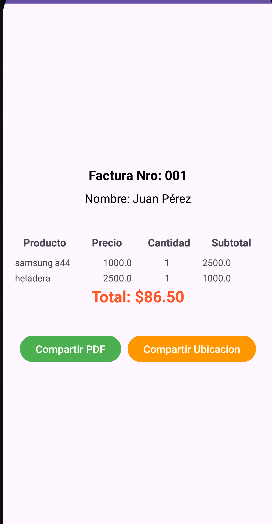 Factura Nro: 001
Nombre: Juan Pérez
Producto Precio Cantidad Subtotal
samsung a44 1000.0 1 2500.0
heladera 2500.0 1 1000.0
Total: $86.50
Compartir PDF Compartir Ubicacion